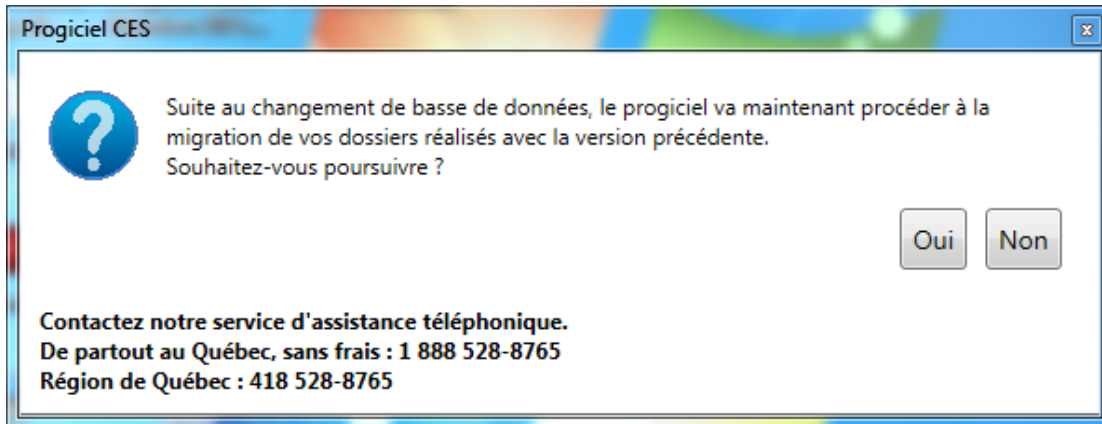 Progiciel CES
Suite au changement de basse de données, le progiciel va maintenant procéder à la
migration de vos dossiers réalisés avec la version précédente.
Souhaitez-vous poursuivre ?
Oui Non
Contactez notre service d'assistance téléphonique.
De partout au Québec, sans frais : 1 888 528-8765
Région de Québec : 418 528-8765